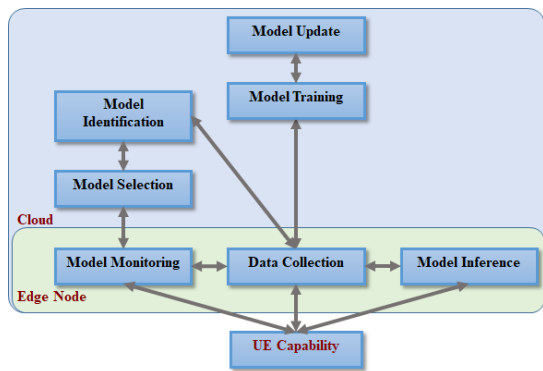 Model Update
Model Training
Model
Identification
Model Selection
Cloud
Model Monitoring
Data Collection
Model Inference
Edge Node
UE Capability